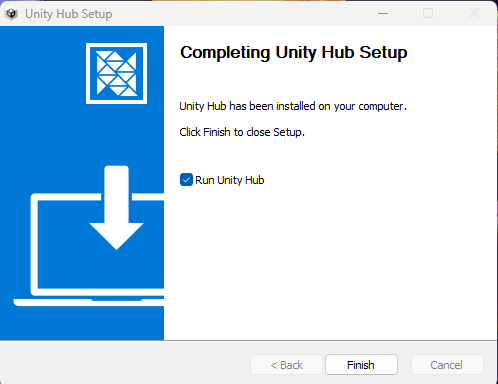 Unity Hub Setup
Completing Unity Hub Setup
Unity Hub has been installed on your computer.
Click Finish to close Setup.
Run Unity Hub
< Back
Finish
Cancel